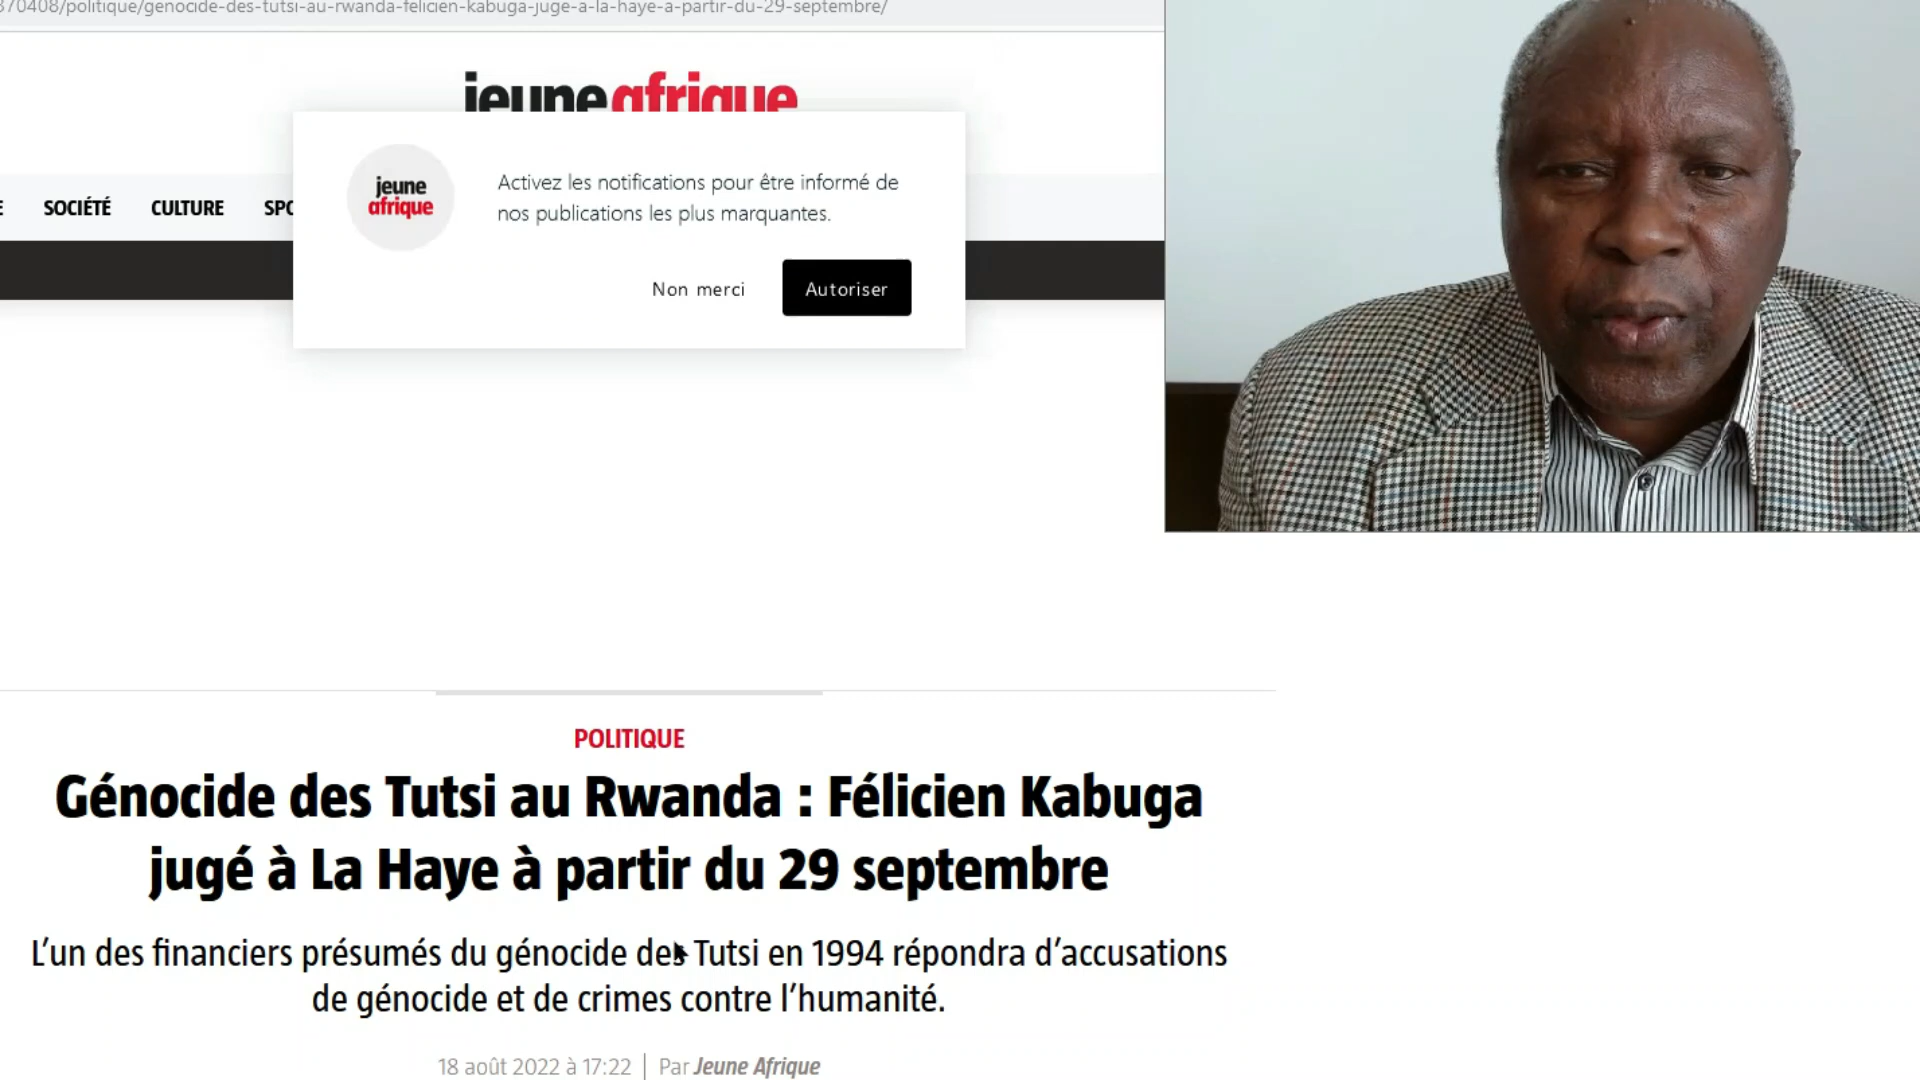 370408/politique/genocide-des-tutsi-au-rwanda-felicien-kabuga-juge-a-la-haye-a-partir-du-29-septembre/
jeuneafrique
SOCIÉTÉ CULTURE
jeune
afrique
Activez les notifications pour être informé de
nos publications les plus marquantes.
Non merci Autoriser
POLITIQUE
Génocide des Tutsi au Rwanda : Félicien Kabuga
jugé à La Haye à partir du 29 septembre
L’un des financiers présumés du génocide des Tutsi en 1994 répondra d’accusations
de génocide et de crimes contre l’humanité.
18 août 2022 à 17:22 | Par Jeune Afrique